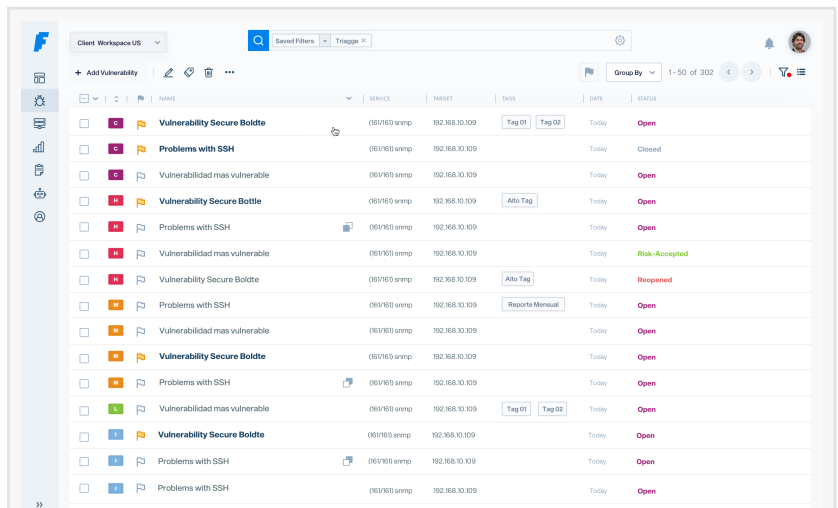 Client Workspace US
Saved Filters = Triagge ×
+ Add Vulnerability
Group By 1-50 of 302
NAME SERVICE TARGET TAGS DATE STATUS
C Vulnerability Secure Boldte (161/161) snmp 192.168.10.109 Tag 01 Tag 02 Today Open
C Problems with SSH (161/161) snmp 192.168.10.109 Today Closed
C Vulnerabilidad mas vulnerable (161/161) snmp 192.168.10.109 Today Open
H Vulnerability Secure Bottle (161/161) snmp 192.168.10.109 Alto Tag Today Open
H Problems with SSH (161/161) snmp 192.168.10.109 Today Open
H Vulnerabilidad mas vulnerable (161/161) snmp 192.168.10.109 Today Risk-Accepted
H Vulnerability Secure Boldte (161/161) snmp 192.168.10.109 Alto Tag Today Reopened
M Problems with SSH (161/161) snmp 192.168.10.109 Reporte Mensual Today Open
M Vulnerabilidad mas vulnerable (161/161) snmp 192.168.10.109 Today Open
M Vulnerability Secure Boldte (161/161) snmp 192.168.10.109 Today Open
M Problems with SSH (161/161) snmp 192.168.10.109 Today Open
L Vulnerabilidad mas vulnerable (161/161) snmp 192.168.10.109 Tag 01 Tag 02 Today Open
I Vulnerability Secure Boldte (161/161) snmp 192.168.10.109 Today Open
I Problems with SSH (161/161) snmp 192.168.10.109 Today Open
I Problems with SSH (161/161) snmp 192.168.10.109 Today Open